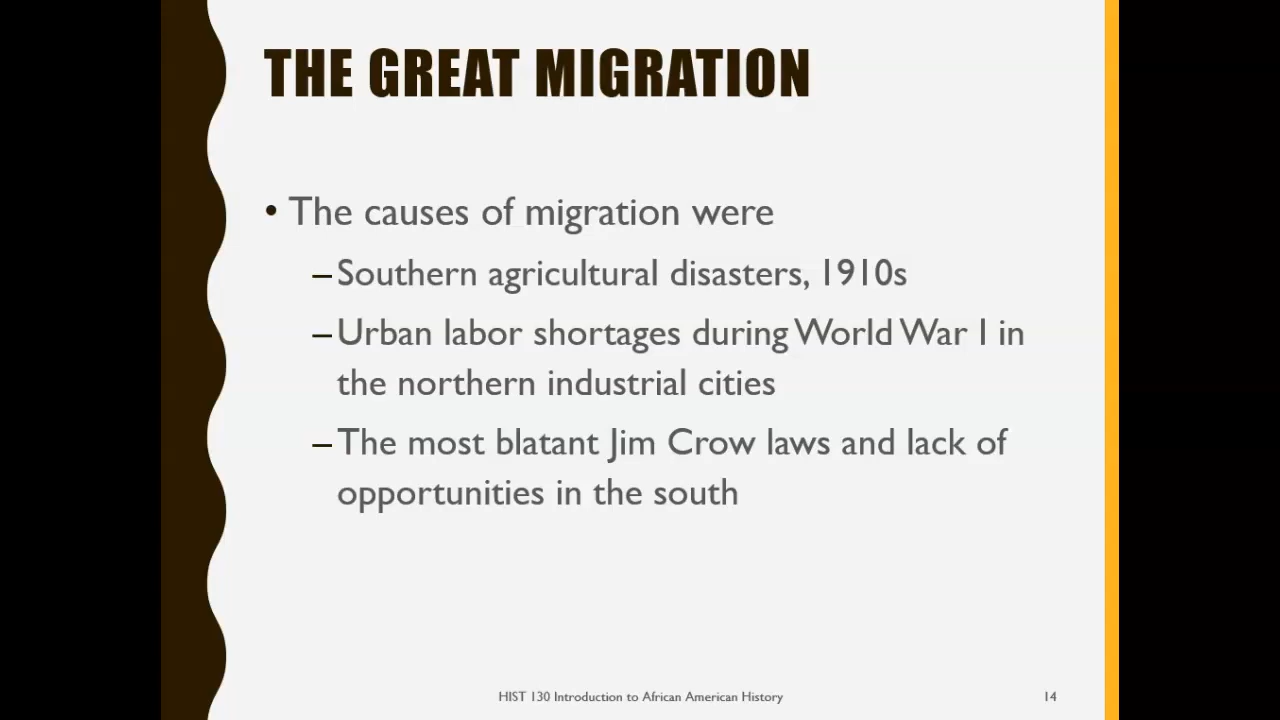 THE GREAT MIGRATION
• The causes of migration were
– Southern agricultural disasters, 1910s
– Urban labor shortages during World War I in
the northern industrial cities
– The most blatant Jim Crow laws and lack of
opportunities in the south
HIST 130 Introduction to African American History
14